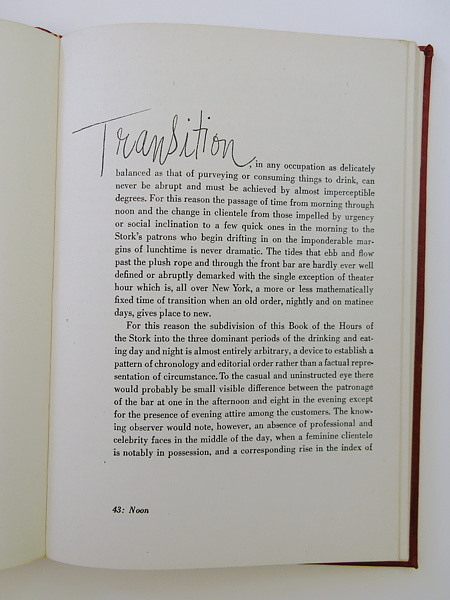 Transition, in any occupation as delicately
balanced as that of purveying or consuming things to drink, can
never be abrupt and must be achieved by almost imperceptible
degrees. For this reason the passage of time from morning through
noon and the change in clientele from those impelled by urgency
or social inclination to a few quick ones in the morning to the
Stork's patrons who begin drifting in on the imponderable mar-
gins of lunchtime is never dramatic. The tides that ebb and flow
past the plush rope and through the front bar are hardly ever well
defined or abruptly demarked with the single exception of theater
hour which is, all over New York, a more or less mathematically
fixed time of transition when an old order, nightly and on matinee
days, gives place to new.
For this reason the subdivision of this Book of the Hours of
the Stork into the three dominant periods of the drinking and eat-
ing day and night is almost entirely arbitrary, a device to establish a
pattern of chronology and editorial order rather than a factual repre-
sentation of circumstance. To the casual and uninstructed eye there
would probably be small visible difference between the patronage
of the bar at one in the afternoon and eight in the evening except
for the presence of evening attire among the customers. The know-
ing observer would note, however, an absence of professional and
celebrity faces in the middle of the day, when a feminine clientele
is notably in possession, and a corresponding rise in the index of
43: Noon